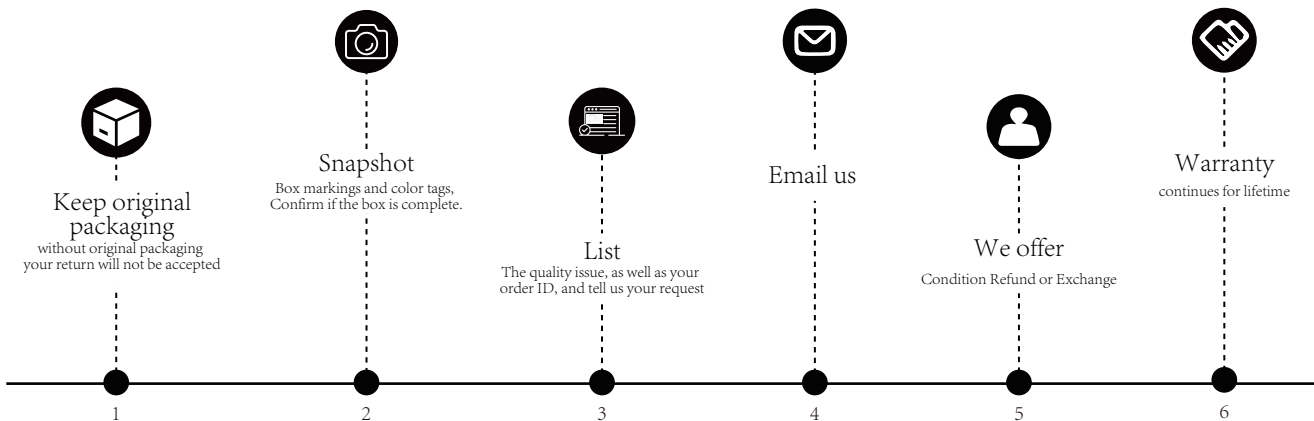 Keep original
packaging
without original packaging
your return will not be accepted
Snapshot
Box markings and color tags,
Confirm if the box is complete.
List
The quality issue, as well as your
order ID, and tell us your request
Email us
We offer
Condition Refund or Exchange
Warranty
continues for lifetime
1
2
3
4
5
6